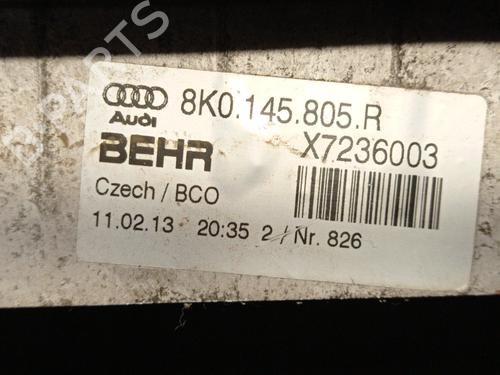 B-PARTS
8K0.145.805.R
Audi
BEHR X7236003
Czech / BCO
11.02.13 20:35 2 / Nr. 826